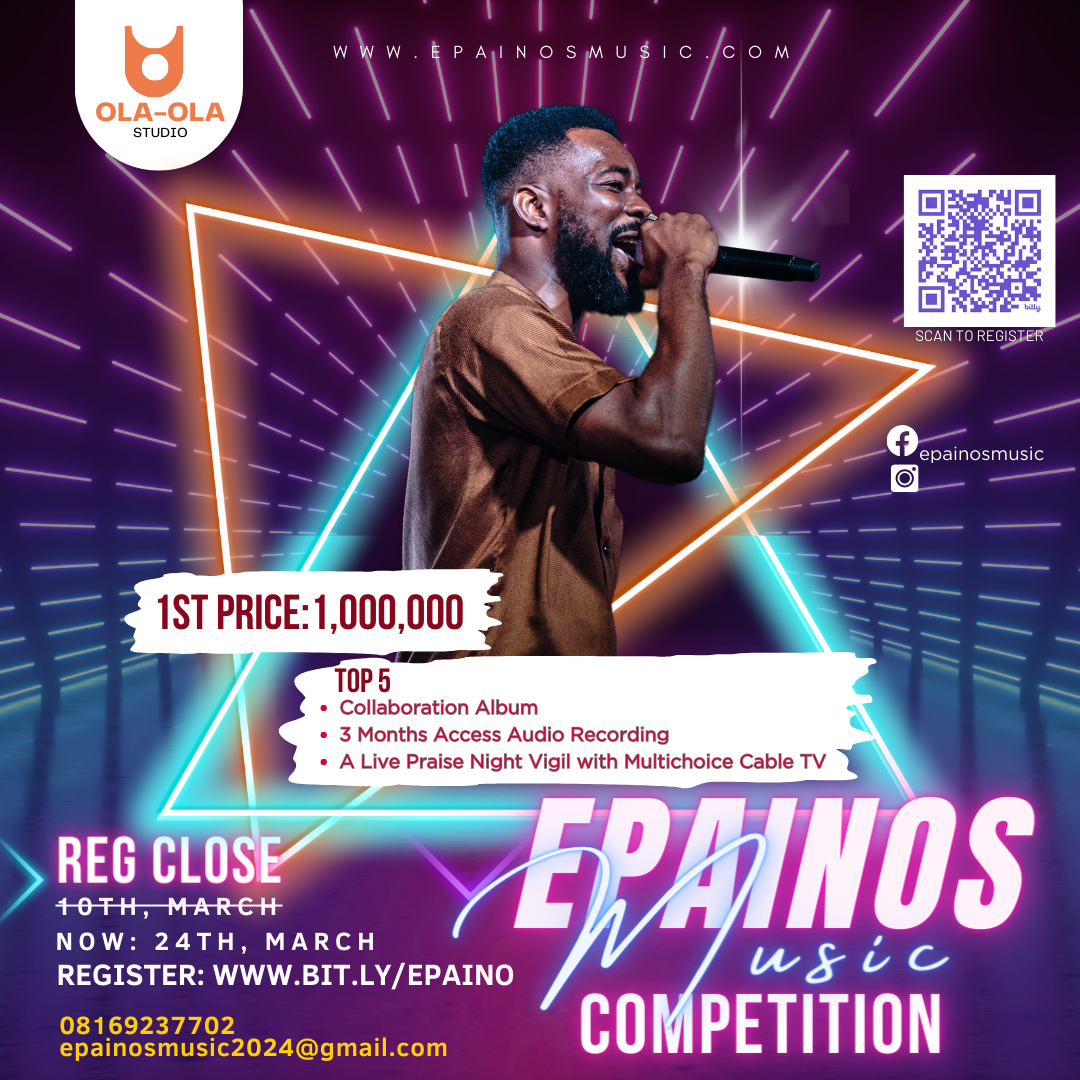 OLA-OLA
STUDIO
WWW.EPAINOSMUSIC.COM
billy
SCAN TO REGISTER
epainosmusic
1ST PRICE: 1,000,000
TOP 5
• Collaboration Album
• 3 Months Access Audio Recording
• A Live Praise Night Vigil with Multichoice Cable TV
REG CLOSE
10TH, MARCH
NOW: 24TH, MARCH
REGISTER: WWW.BIT.LY/EPAINO
08169237702
epainosmusic2024@gmail.com
EPAINOS
Music
COMPETITION